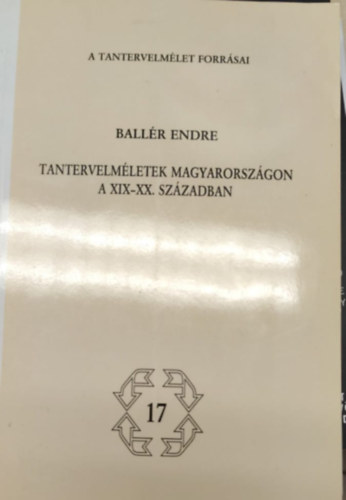 A TANTERVELMÉLET FORRÁSAI
BALLÉR ENDRE
TANTERVELMÉLETEK MAGYARORSZÁGON
A XIX-XX. SZÁZADBAN
17